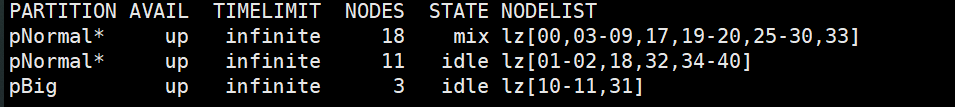 PARTITION AVAIL  TIMELIMIT  NODES  STATE NODELIST
pNormal*     up   infinite     18    mix lz[00,03-09,17,19-20,25-30,33]
pNormal*     up   infinite     11   idle lz[01-02,18,32,34-40]
pBig         up   infinite      3   idle lz[10-11,31]